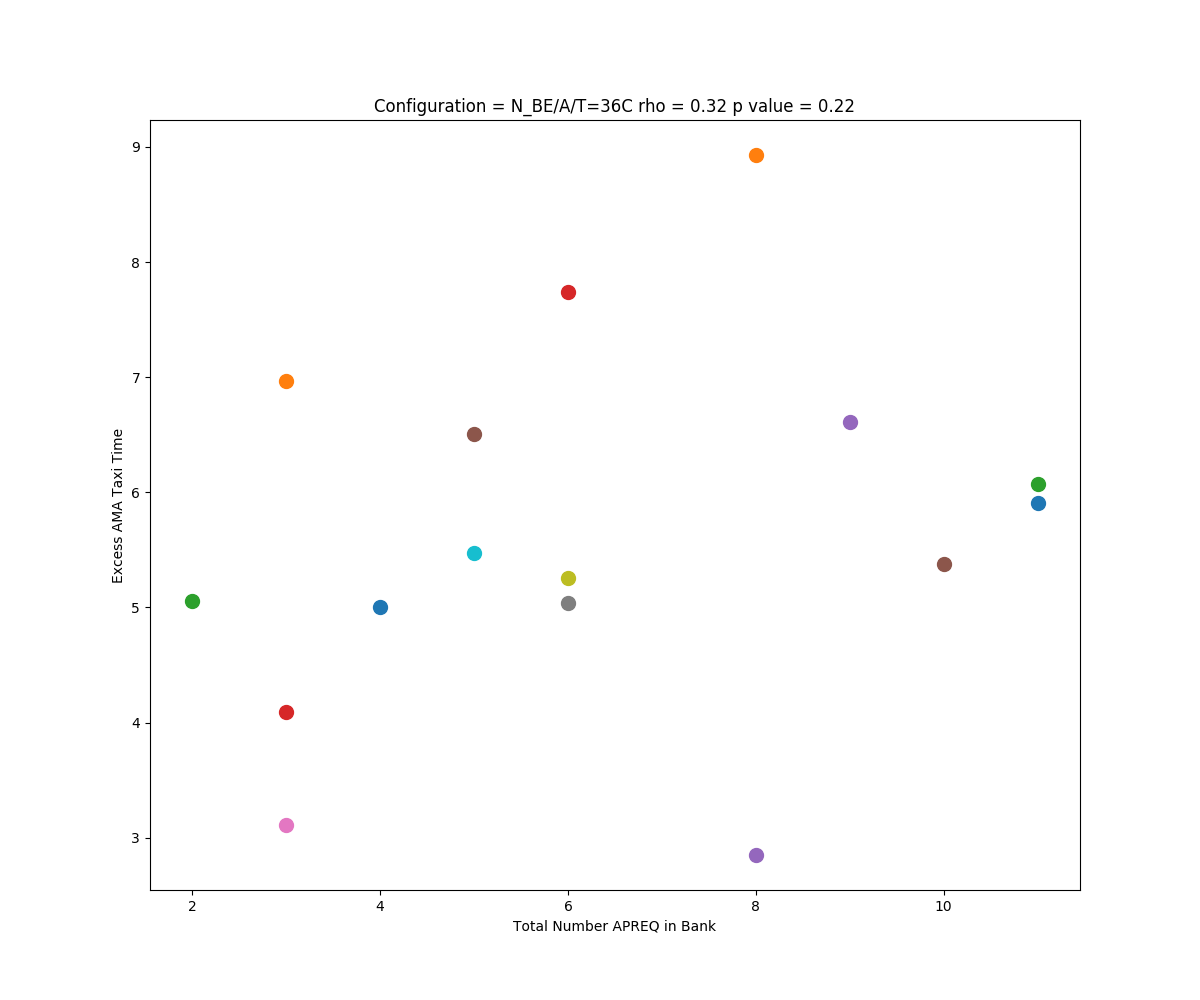 Configuration = N_BE/A/T=36C rho = 0.32 p value = 0.22
9
8
7
6
5
4
3
Excess AMA Taxi Time
2 4 6 8 10
Total Number APREQ in Bank